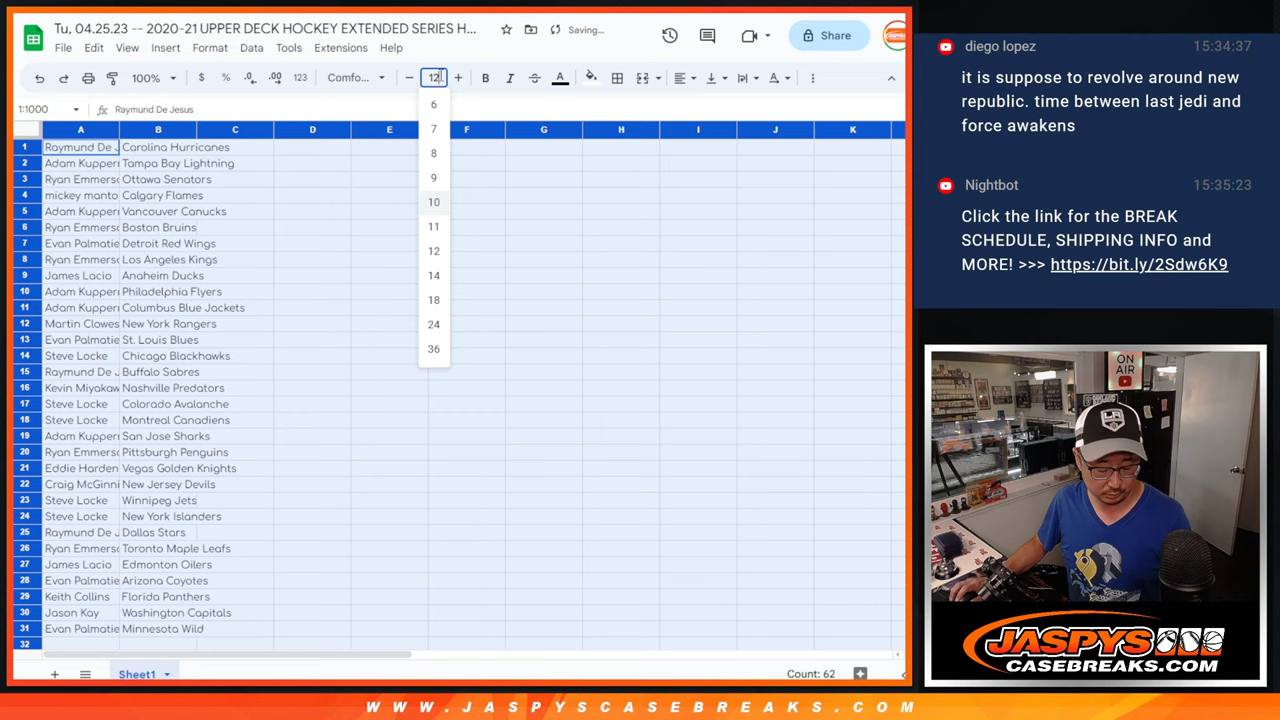 Tu, 04.25.23 -- 2020-21 UPPER DECK HOCKEY EXTENDED SERIES H...
Saving...
Share
File Edit View Insert Format Data Tools Extensions Help
100% $ % .0 .00 123 Comfo... 12 B I A
1:1000 fx Raymund De Jesus
A B C D E F G H I J K
1 Raymund De J Carolina Hurricanes
2 Adam Kupperr Tampa Bay Lightning
3 Ryan Emmerso Ottawa Senators
4 mickey manto Calgary Flames
5 Adam Kupperr Vancouver Canucks
6 Ryan Emmerso Boston Bruins
7 Evan Palmatie Detroit Red Wings
8 Ryan Emmerso Los Angeles Kings
9 James Lacio Anaheim Ducks
10 Adam Kupperr Philadelphia Flyers
11 Adam Kupperr Columbus Blue Jackets
12 Martin Clowes New York Rangers
13 Evan Palmatie St. Louis Blues
14 Steve Locke Chicago Blackhawks
15 Raymund De J Buffalo Sabres
16 Kevin Miyakaw Nashville Predators
17 Steve Locke Colorado Avalanche
18 Steve Locke Montreal Canadiens
19 Adam Kupperr San Jose Sharks
20 Ryan Emmerso Pittsburgh Penguins
21 Eddie Harden Vegas Golden Knights
22 Craig McGinni New Jersey Devils
23 Steve Locke Winnipeg Jets
24 Steve Locke New York Islanders
25 Raymund De J Dallas Stars
26 Ryan Emmerso Toronto Maple Leafs
27 James Lacio Edmonton Oilers
28 Evan Palmatie Arizona Coyotes
29 Keith Collins Florida Panthers
30 Jason Kay Washington Capitals
31 Evan Palmatie Minnesota Wild
32
6
7
8
9
10
11
12
14
18
24
36
Sheet1
Count: 62
diego lopez 15:34:37
it is suppose to revolve around new
republic. time between last jedi and
force awakens
Nightbot 15:35:23
Click the link for the BREAK
SCHEDULE, SHIPPING INFO and
MORE! >>> https://bit.ly/2Sdw6K9
ON
AIR
LA
JASPYS
CASEBREAKS.COM
WWW.JASPYSCASEBREAKS.COM